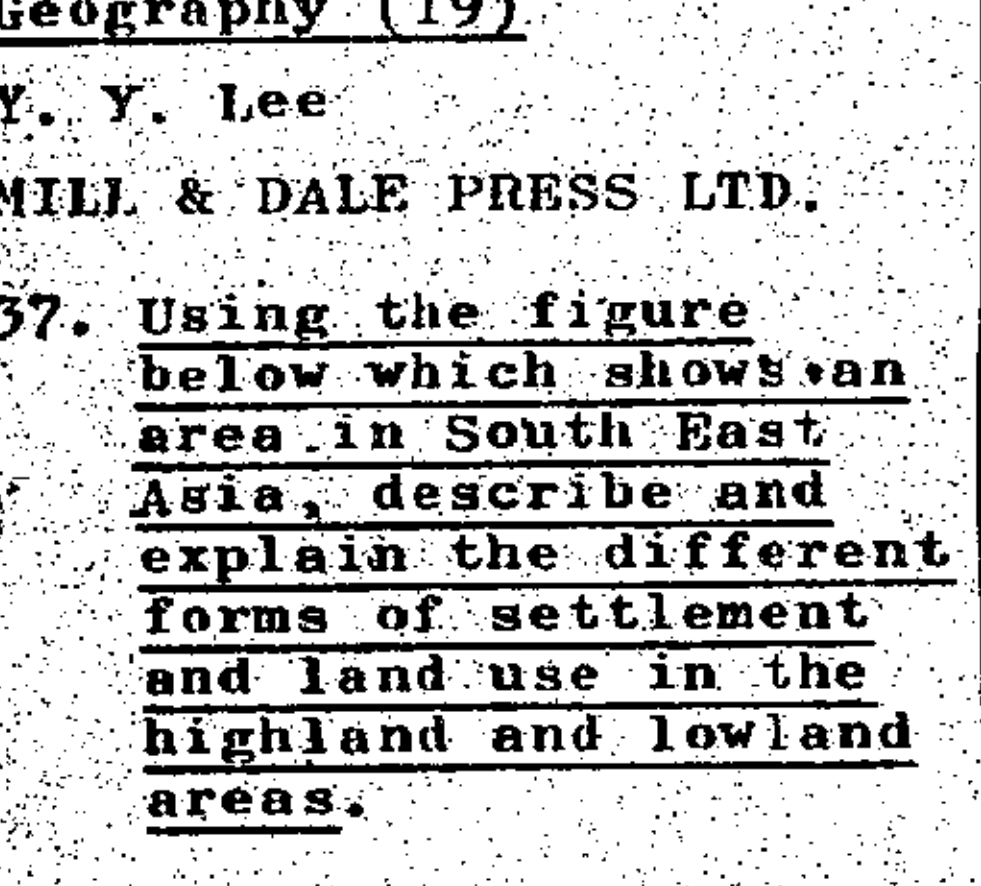 Geography (19)
Y. Y. Lee
MILL & DALE PRESS LTD.
37. Using the figure
below which shows an
area in South East
Asia, describe and
explain the different
forms of settlement
and land use in the
highland and lowland
areas.